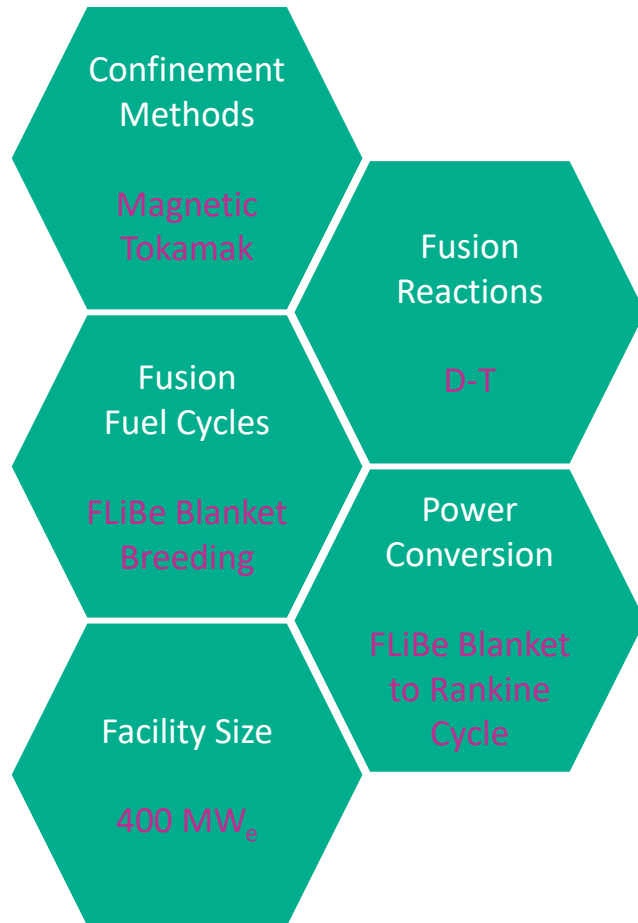 Confinement
Methods
Magnetic
Tokamak
Fusion
Reactions
D-T
Fusion
Fuel Cycles
FLiBe Blanket
Breeding
Power
Conversion
FLiBe Blanket
to Rankine
Cycle
Facility Size
400 MWₑ